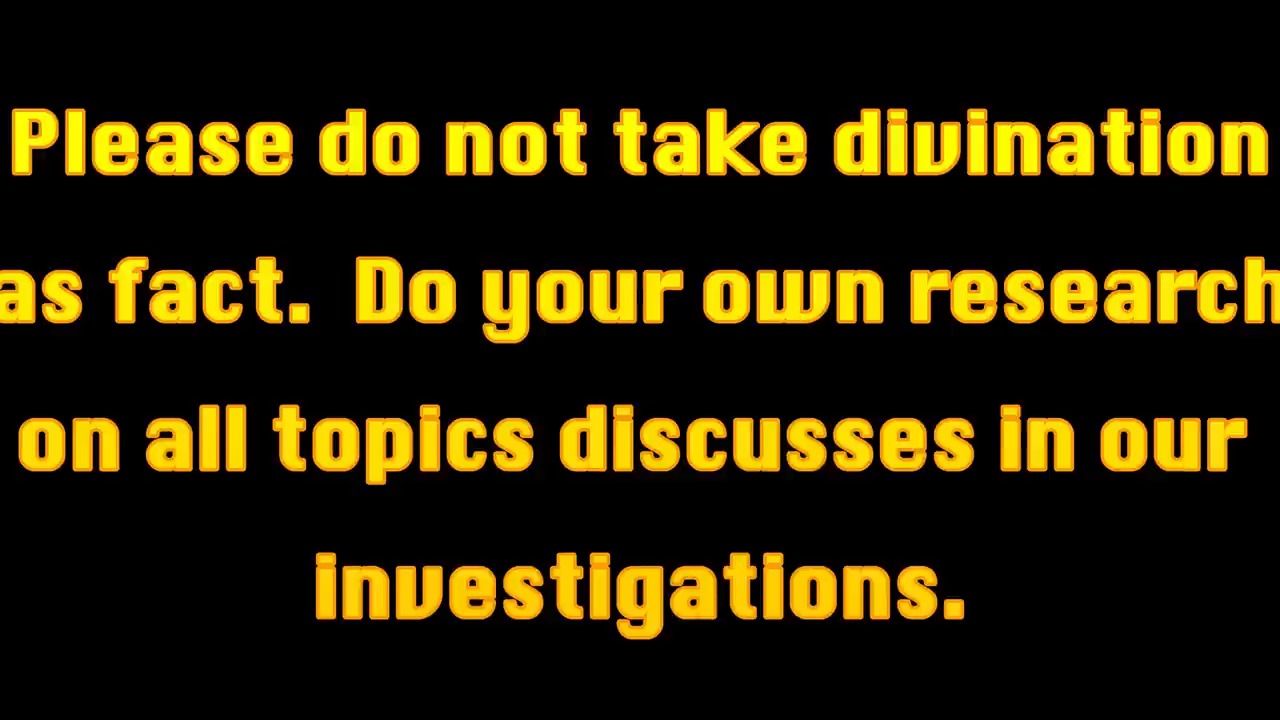 Please do not take divination
as fact.  Do your own research
on all topics discusses in our
investigations.